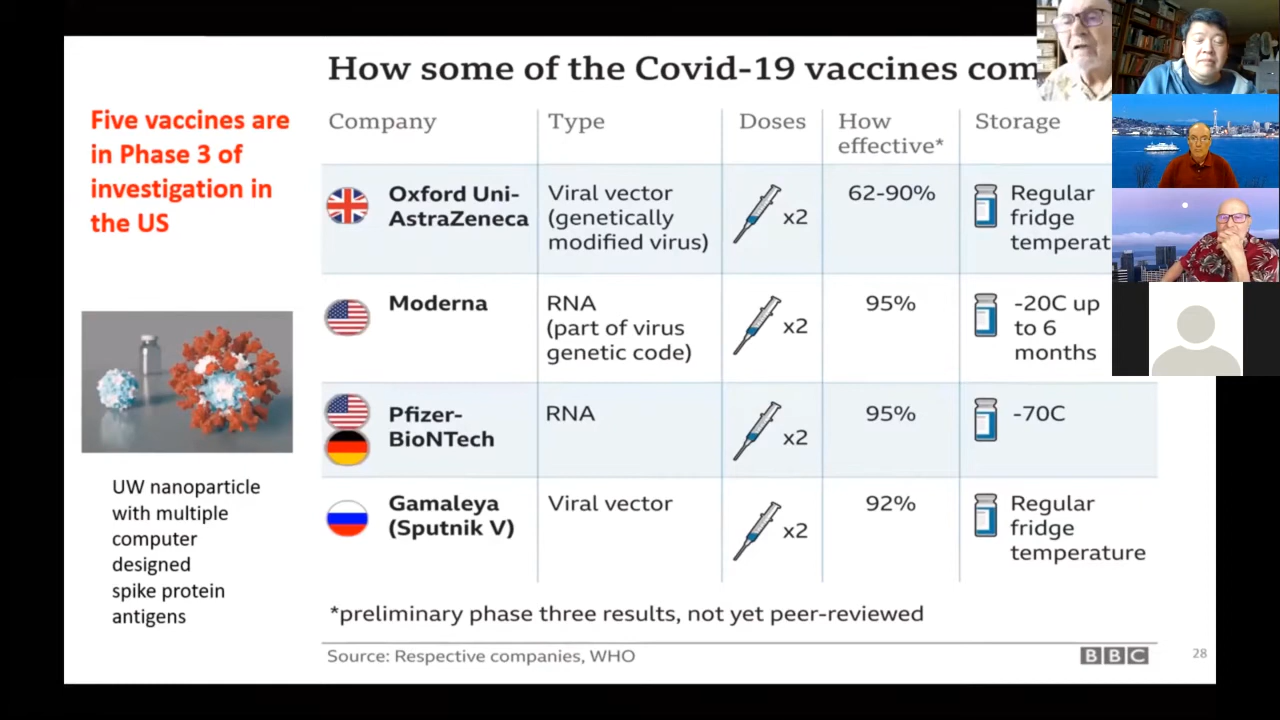 How some of the Covid-19 vaccines com
Five vaccines are
in Phase 3 of
investigation in
the US
UW nanoparticle
with multiple
computer
designed
spike protein
antigens
Company Type Doses How effective* Storage
Oxford Uni-
AstraZeneca
Viral vector
(genetically
modified virus)
x2
62-90%
Regular
fridge
temperat
Moderna
RNA
(part of virus
genetic code)
x2
95%
-20C up
to 6
months
Pfizer-
BioNTech
RNA
x2
95%
-70C
Gamaleya
(Sputnik V)
Viral vector
x2
92%
Regular
fridge
temperature
*preliminary phase three results, not yet peer-reviewed
Source: Respective companies, WHO
BBC
28